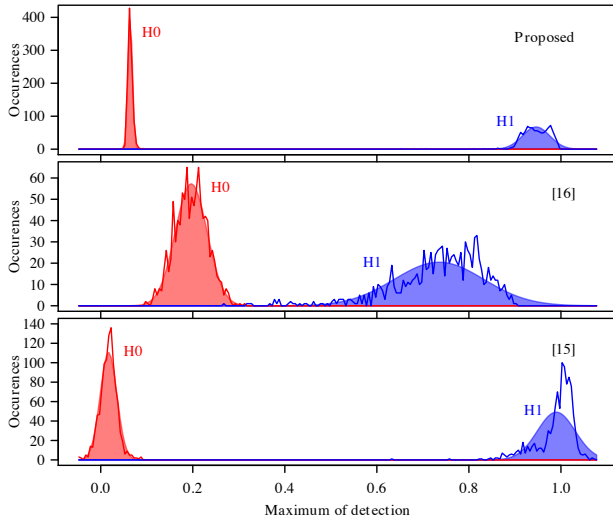 400
300
200
100
0
Occurences
H0
H1
Proposed
60
50
40
30
20
10
0
Occurences
H0
H1
[16]
140
120
100
80
60
40
20
0
Occurences
H0
H1
[15]
0.0 0.2 0.4 0.6 0.8 1.0
Maximum of detection